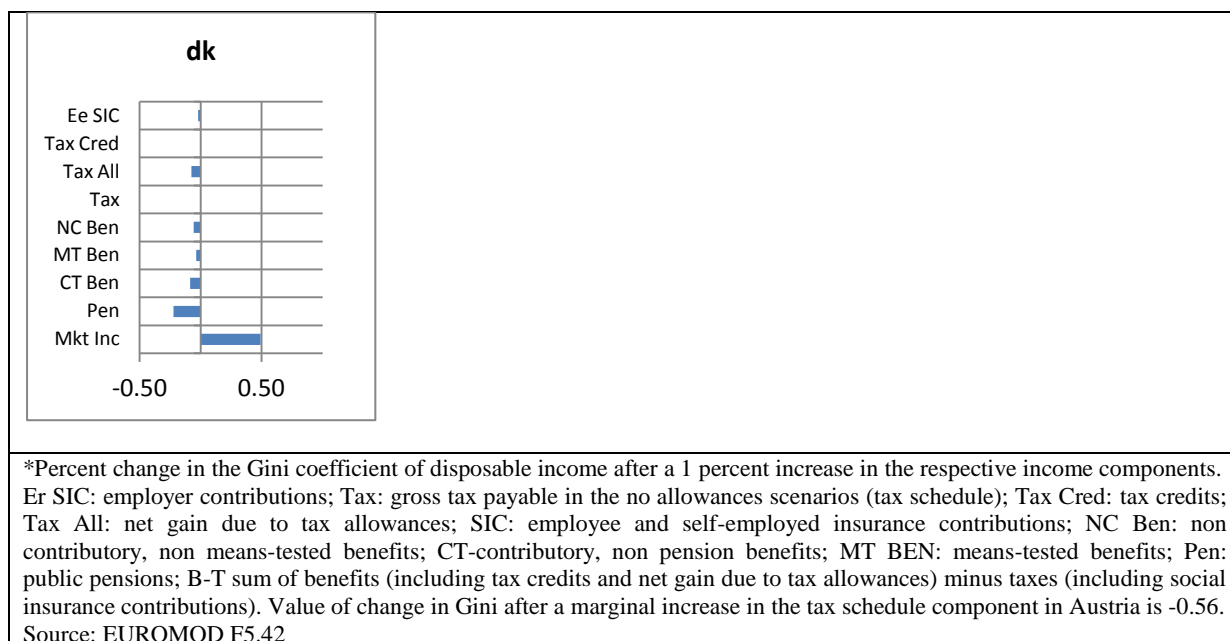 dk
Ee SIC
Tax Cred
Tax All
Tax
NC Ben
MT Ben
CT Ben
Pen
Mkt Inc
-0.50 0.50
*Percent change in the Gini coefficient of disposable income after a 1 percent increase in the respective income components.
Er SIC: employer contributions; Tax: gross tax payable in the no allowances scenarios (tax schedule); Tax Cred: tax credits;
Tax All: net gain due to tax allowances; SIC: employee and self-employed insurance contributions; NC Ben: non
contributory, non means-tested benefits; CT-contributory, non pension benefits; MT BEN: means-tested benefits; Pen:
public pensions; B-T sum of benefits (including tax credits and net gain due to tax allowances) minus taxes (including social
insurance contributions). Value of change in Gini after a marginal increase in the tax schedule component in Austria is -0.56.
Source: EUROMOD F5.42